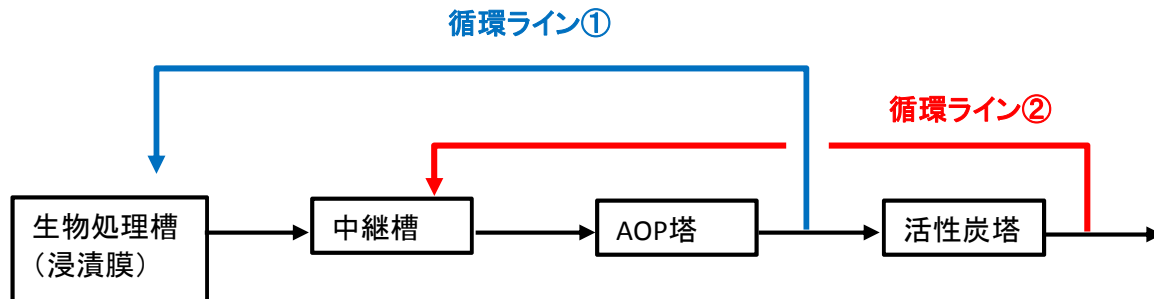 循環ライン①
循環ライン②
生物処理槽
（浸漬膜）
中継槽
AOP塔
活性炭塔